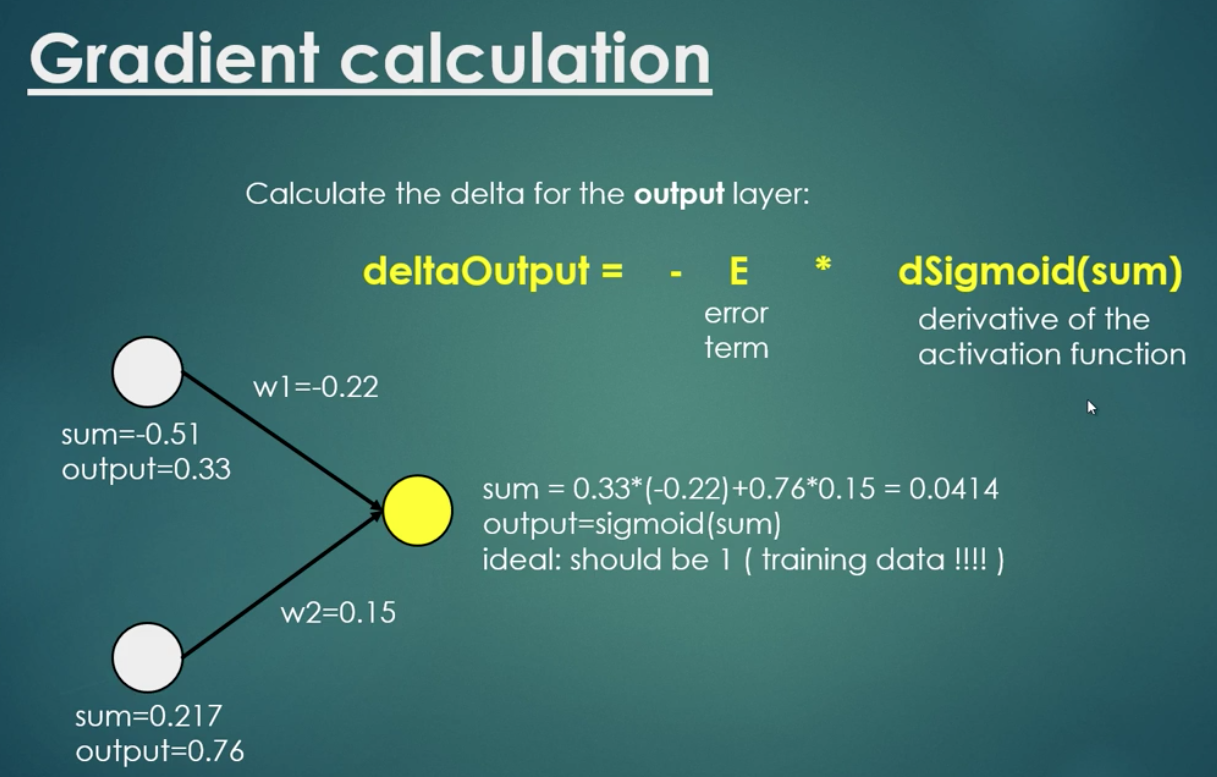 Gradient calculation
Calculate the delta for the output layer:
deltaOutput = - E * dSigmoid(sum)
error
term
derivative of the
activation function
w1=-0.22
sum=-0.51
output=0.33
sum = 0.33*(-0.22)+0.76*0.15 = 0.0414
output=sigmoid(sum)
ideal: should be 1 ( training data !!!! )
w2=0.15
sum=0.217
output=0.76